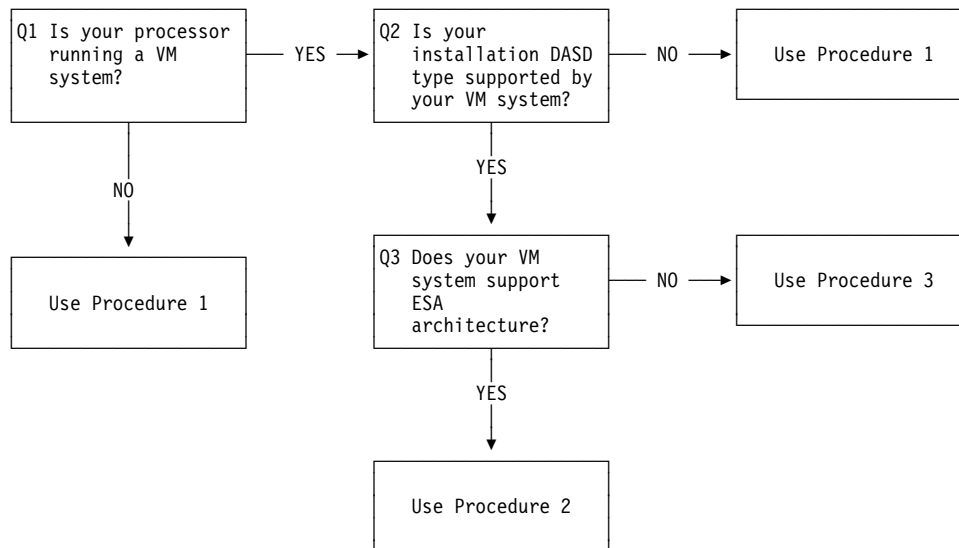 Q1 Is your processor
running a VM
system?
YES
Q2 Is your
installation DASD
type supported by
your VM system?
NO
Use Procedure 1
NO
YES
Use Procedure 1
Q3 Does your VM
system support
ESA
architecture?
NO
Use Procedure 3
YES
Use Procedure 2